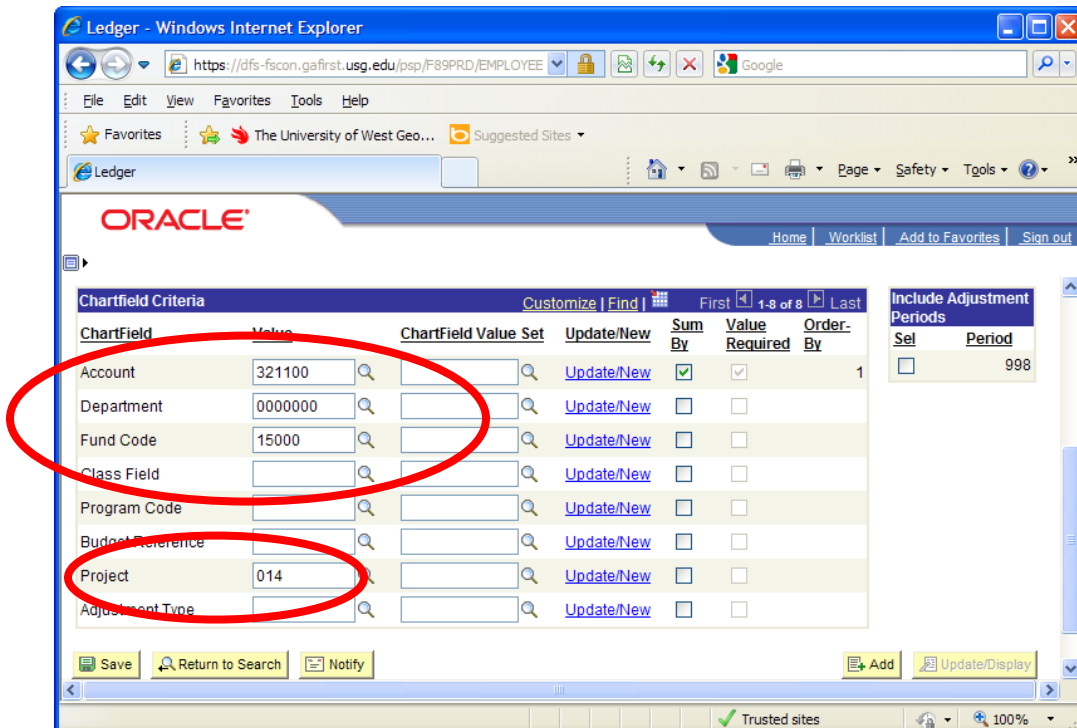 Ledger - Windows Internet Explorer
https://dfs-fscon.gafirst.usg.edu/psp/F89PRD/EMPLOYEE
Google
File Edit View Favorites Tools Help
Favorites The University of West Geo... Suggested Sites
Ledger
Page Safety Tools »
ORACLE
Home Worklist Add to Favorites Sign out
Chartfield Criteria Customize | Find | First 1-8 of 8 Last
ChartField Value ChartField Value Set Update/New Sum By Value Required Order-By
Account 321100 Update/New 1
Department 0000000 Update/New
Fund Code 15000 Update/New
Class Field Update/New
Program Code Update/New
Budget Reference Update/New
Project 014 Update/New
Adjustment Type Update/New
Include Adjustment Periods
Sel Period
998
Save Return to Search Notify Add Update/Display
Trusted sites 100%